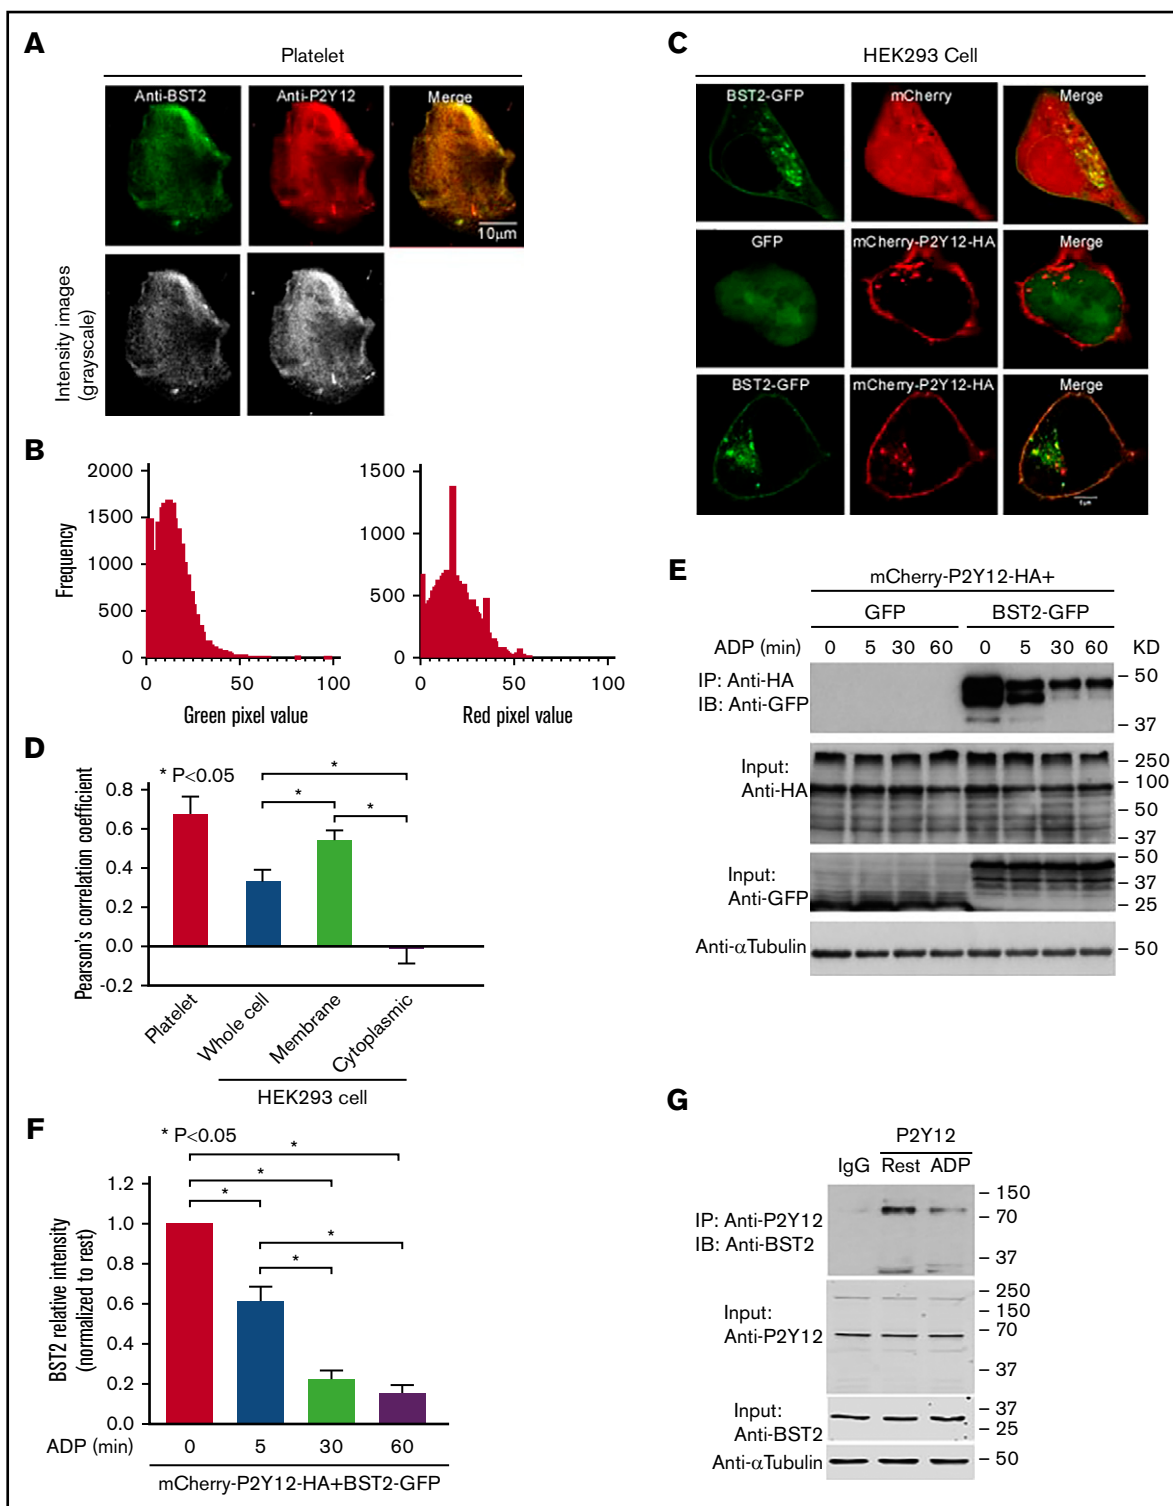 A
Platelet
Anti-BST2
Anti-P2Y12
Merge
10μm
Intensity images
(grayscale)
B
2000
1500
1000
500
0
Frequency
0
50
100
Green pixel value
1500
1000
500
0
0
50
100
Red pixel value
C
HEK293 Cell
BST2-GFP
mCherry
Merge
GFP
mCherry-P2Y12-HA
Merge
BST2-GFP
mCherry-P2Y12-HA
Merge
D
* P<0.05
Pearson's correlation coefficient
0.8
0.6
0.4
0.2
0.0
-0.2
*
*
*
Platelet
Whole cell
Membrane
Cytoplasmic
HEK293 cell
E
mCherry-P2Y12-HA+
GFP
BST2-GFP
ADP (min) 0 5 30 60 0 5 30 60 KD
IP: Anti-HA
IB: Anti-GFP
– 50
– 37
Input:
Anti-HA
– 250
– 100
– 50
– 37
Input:
Anti-GFP
– 50
– 37
– 25
Anti-αTubulin
– 50
F
* P<0.05
*
*
*
*
*
BST2 relative intensity
(normalized to rest)
1.2
1.0
0.8
0.6
0.4
0.2
0.0
ADP (min) 0 5 30 60
mCherry-P2Y12-HA+BST2-GFP
G
P2Y12
IgG Rest ADP
IP: Anti-P2Y12
IB: Anti-BST2
– 150
– 70
– 37
Input:
Anti-P2Y12
– 250
– 150
– 70
– 37
Input:
Anti-BST2
– 37
– 25
Anti-αTubulin
– 50